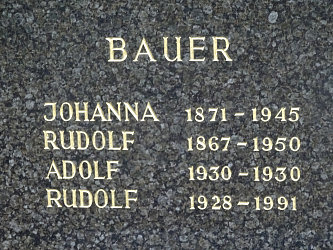 BAUER
JOHANNA 1871 – 1945
RUDOLF 1867 – 1950
ADOLF 1930 – 1930
RUDOLF 1928 – 1991